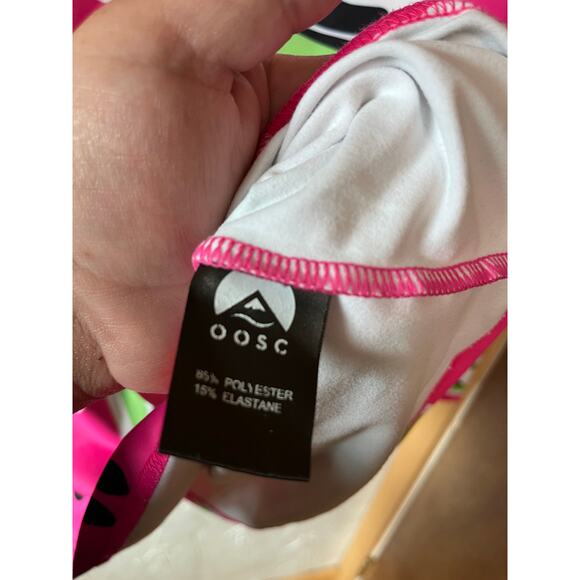 OOSC
85% POLYESTER
15% ELASTANE